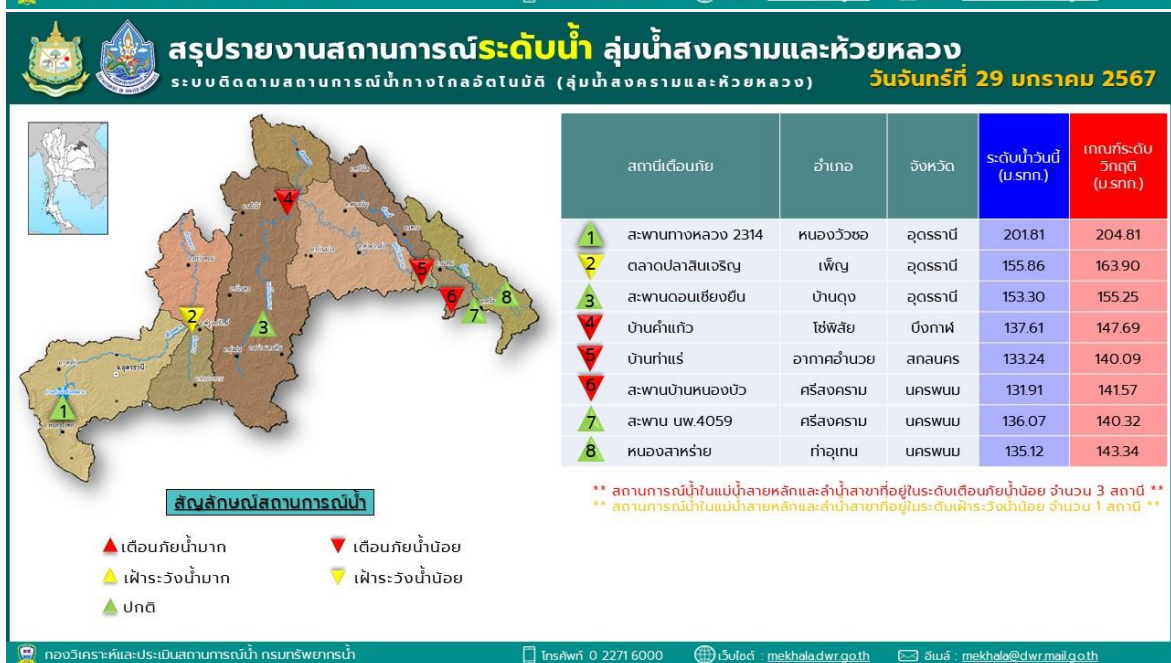 สรุปรายงานสถานการณ์ระดับน้ำ ลุ่มน้ำสงครามและห้วยหลวง
ระบบติดตามสถานการณ์น้ำทางไกลอัตโนมัติ (ลุ่มน้ำสงครามและห้วยหลวง) วันจันทร์ที่ 29 มกราคม 2567
สถานีเตือนภัย อำเภอ จังหวัด ระดับน้ำวันนี้ (ม.รทก.) เกณฑ์ระดับวิกฤติ (ม.รทก.)
1 สะพานทางหลวง 2314 หนองวัวซอ อุดรธานี 201.81 204.81
2 ตลาดปลาสินเจริญ เพ็ญ อุดรธานี 155.86 163.90
3 สะพานดอนเชียงยืน บ้านดุง อุดรธานี 153.30 155.25
4 บ้านคำแก้ว โซ่พิสัย บึงกาฬ 137.61 147.69
5 บ้านท่าแร่ อากาศอำนวย สกลนคร 133.24 140.09
6 สะพานบ้านหนองบัว ศรีสงคราม นครพนม 131.91 141.57
7 สะพาน นพ.4059 ศรีสงคราม นครพนม 136.07 140.32
8 หนองสาหร่าย ท่าอุเทน นครพนม 135.12 143.34
** สถานการณ์น้ำในแม่น้ำสายหลักและลำน้ำสาขาที่อยู่ในระดับเตือนภัยน้ำน้อย จำนวน 3 สถานี **
** สถานการณ์น้ำในแม่น้ำสายหลักและลำน้ำสาขาที่อยู่ในระดับเฝ้าระวังน้ำน้อย จำนวน 1 สถานี **
4
5
6
8
7
2
3
อ.อุดรธานี
1
สัญลักษณ์สถานการณ์น้ำ
เตือนภัยน้ำมาก เตือนภัยน้ำน้อย
เฝ้าระวังน้ำมาก เฝ้าระวังน้ำน้อย
ปกติ
กองวิเคราะห์และประเมินสถานการณ์น้ำ กรมทรัพยากรน้ำ โทรศัพท์ 0 2271 6000 เว็บไซต์ : mekhala.dwr.go.th อีเมล์ : mekhala@dwr.mail.go.th